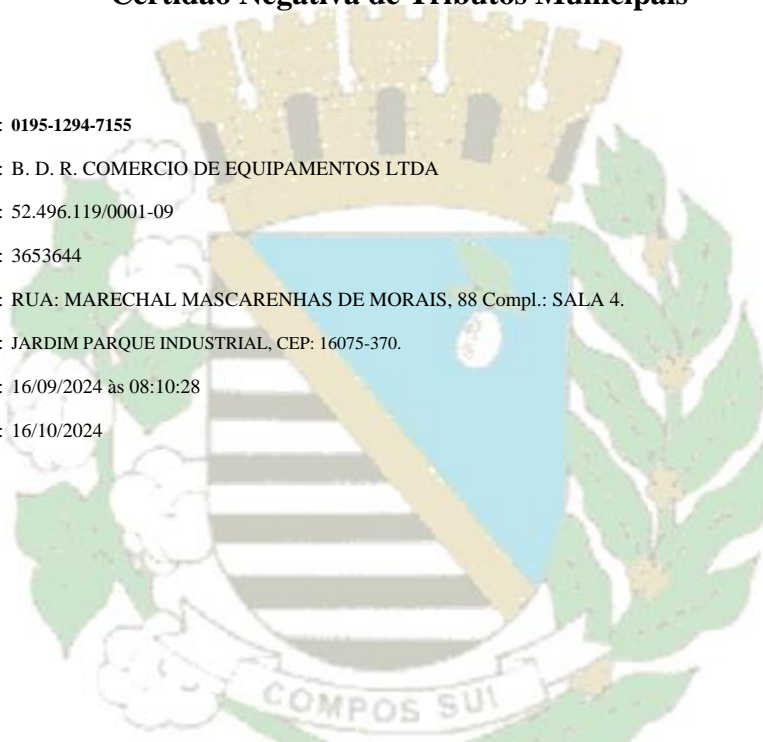 Certidão Negativa de Tributos Municipais
: 0195-1294-7155
: B. D. R. COMERCIO DE EQUIPAMENTOS LTDA
: 52.496.119/0001-09
: 3653644
: RUA: MARECHAL MASCARENHAS DE MORAIS, 88 Compl.: SALA 4.
: JARDIM PARQUE INDUSTRIAL, CEP: 16075-370.
: 16/09/2024 às 08:10:28
: 16/10/2024
COMPOS SUI